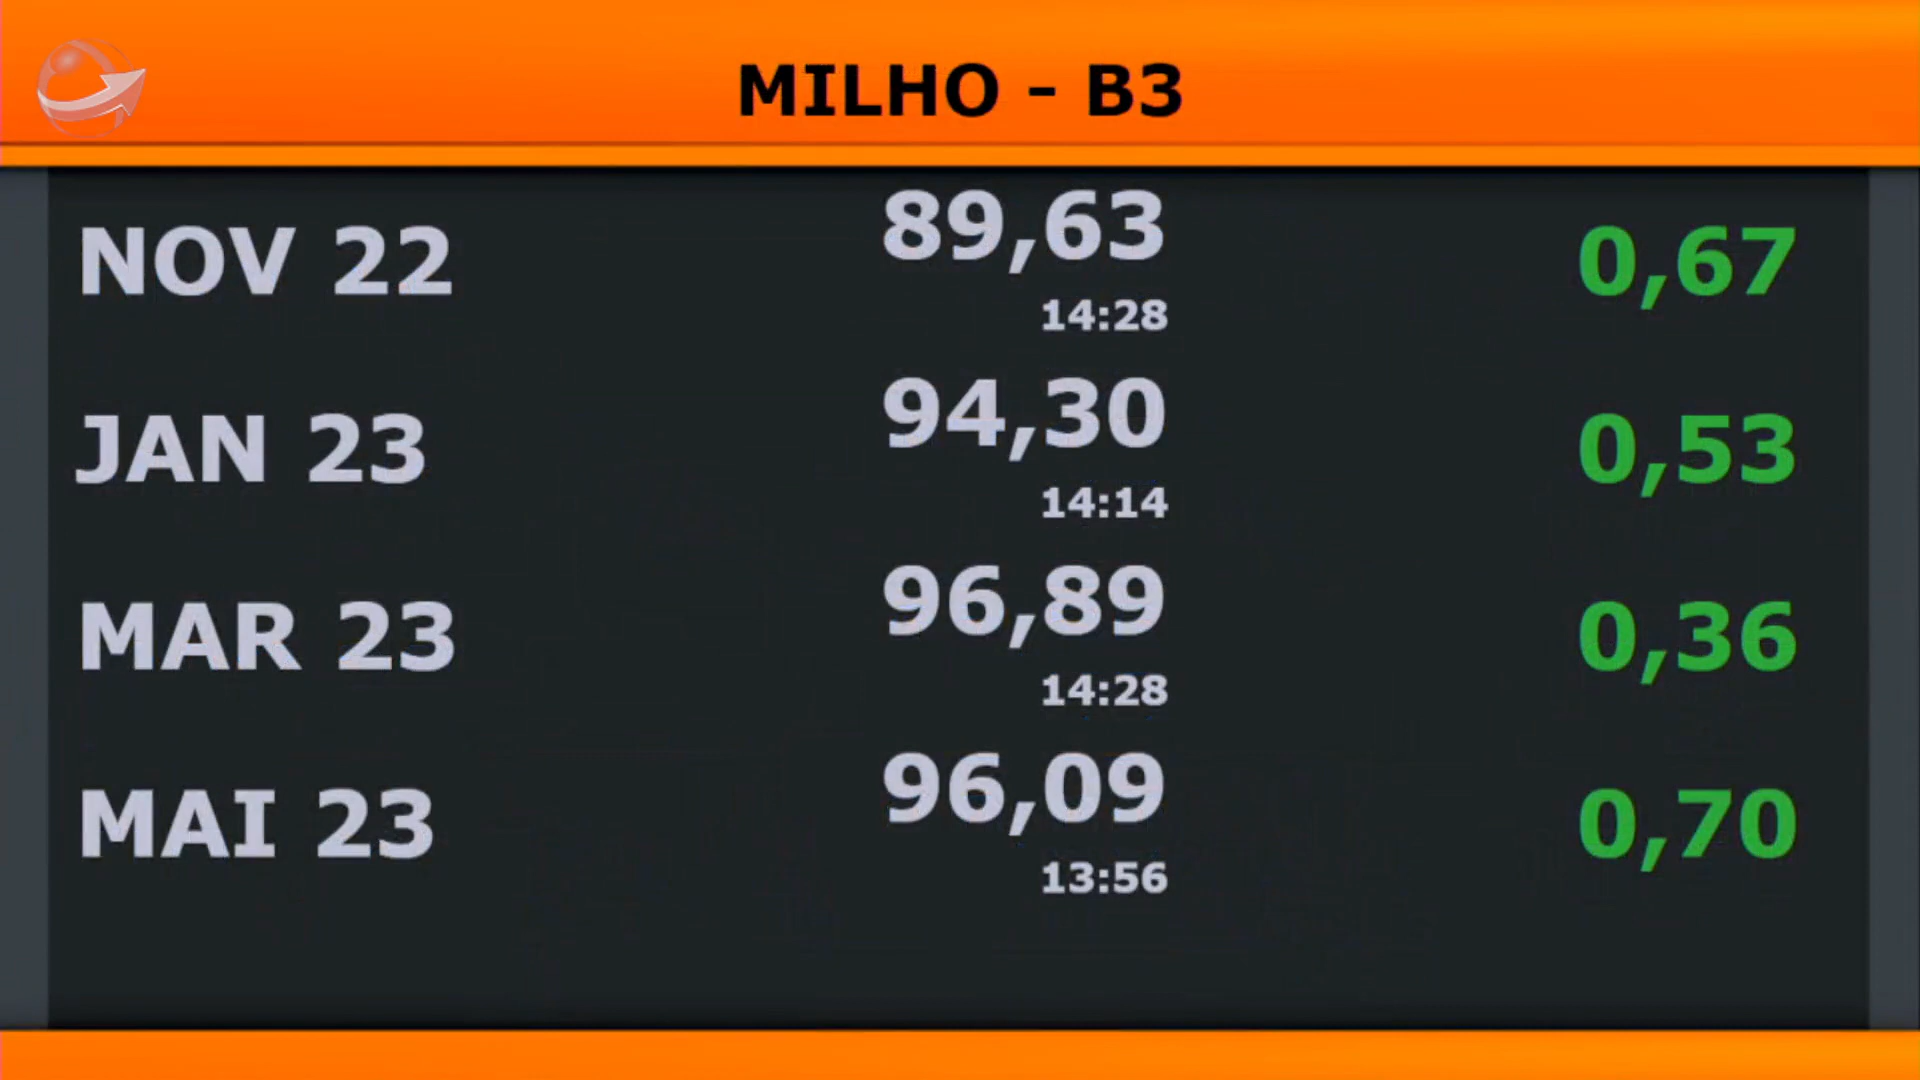 MILHO - B3
NOV 22 89,63 0,67
14:28
JAN 23 94,30 0,53
14:14
MAR 23 96,89 0,36
14:28
MAI 23 96,09 0,70
13:56